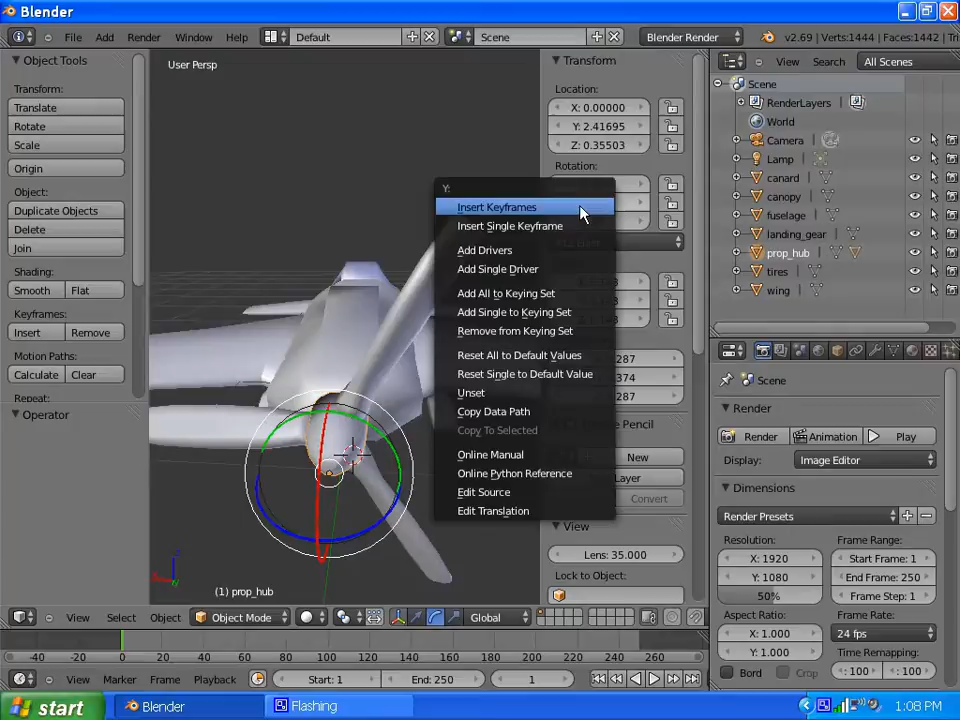 Blender
File Add Render Window Help Default Scene Blender Render v2.69 | Verts:1444 | Faces:1442 | Tri
Object Tools
Transform:
Translate
Rotate
Scale
Origin
Object:
Duplicate Objects
Delete
Join
Shading:
Smooth Flat
Keyframes:
Insert Remove
Motion Paths:
Calculate Clear
Repeat:
Operator
User Persp
(1) prop_hub
Y:
Insert Keyframes
Insert Single Keyframe
Add Drivers
Add Single Driver
Add All to Keying Set
Add Single to Keying Set
Remove from Keying Set
Reset All to Default Values
Reset Single to Default Value
Unset
Copy Data Path
Copy To Selected
Online Manual
Online Python Reference
Edit Source
Edit Translation
Transform
Location:
X: 0.00000
Y: 2.41695
Z: 0.35503
Rotation:
287
374
287
Pencil
New
Layer
Convert
View
Lens: 35.000
Lock to Object:
View Search All Scenes
Scene
RenderLayers
World
Camera
Lamp
canard
canopy
fuselage
landing_gear
prop_hub
tires
wing
Scene
Render
Render Animation Play
Display: Image Editor
Dimensions
Render Presets
Resolution: Frame Range:
X: 1920 Start Frame: 1
Y: 1080 End Frame: 250
50% Frame Step: 1
Aspect Ratio: Frame Rate:
X: 1.000 24 fps
Y: 1.000 Time Remapping:
Bord Crop : 100 : 100
View Select Object Object Mode Global
-40 -20 0 20 40 60 80 100 120 140 160 180 200 220 240 260
View Marker Frame Playback Start: 1 End: 250 1
start Blender Flashing 1:08 PM